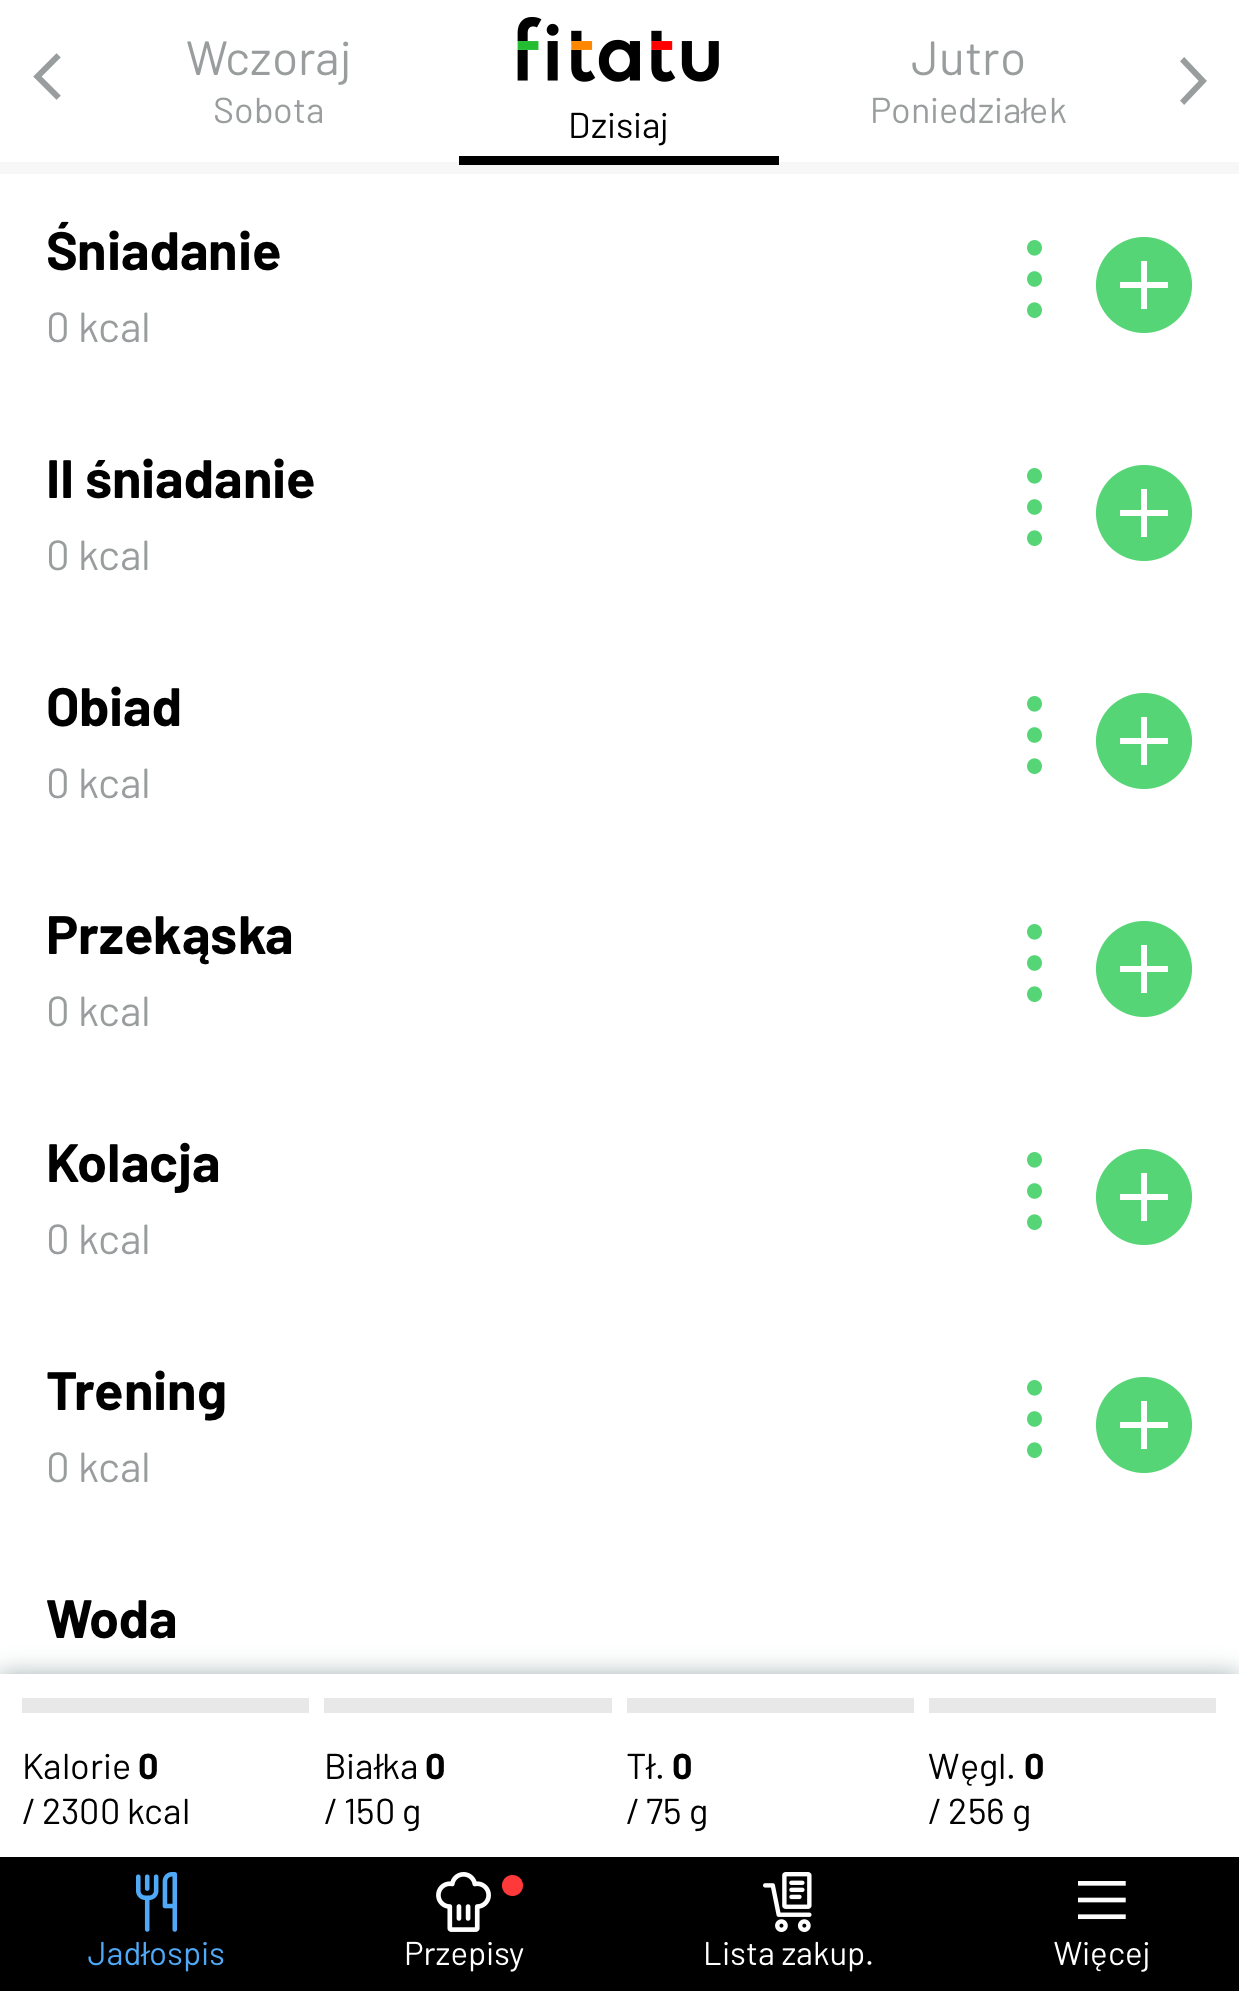 Wczoraj
Sobota
fitatu
Dzisiaj
Jutro
Poniedziałek
Śniadanie
0 kcal
II śniadanie
0 kcal
Obiad
0 kcal
Przekąska
0 kcal
Kolacja
0 kcal
Trening
0 kcal
Woda
Kalorie 0
/ 2300 kcal
Białka 0
/ 150 g
Tł. 0
/ 75 g
Węgl. 0
/ 256 g
Jadłospis
Przepisy
Lista zakup.
Więcej